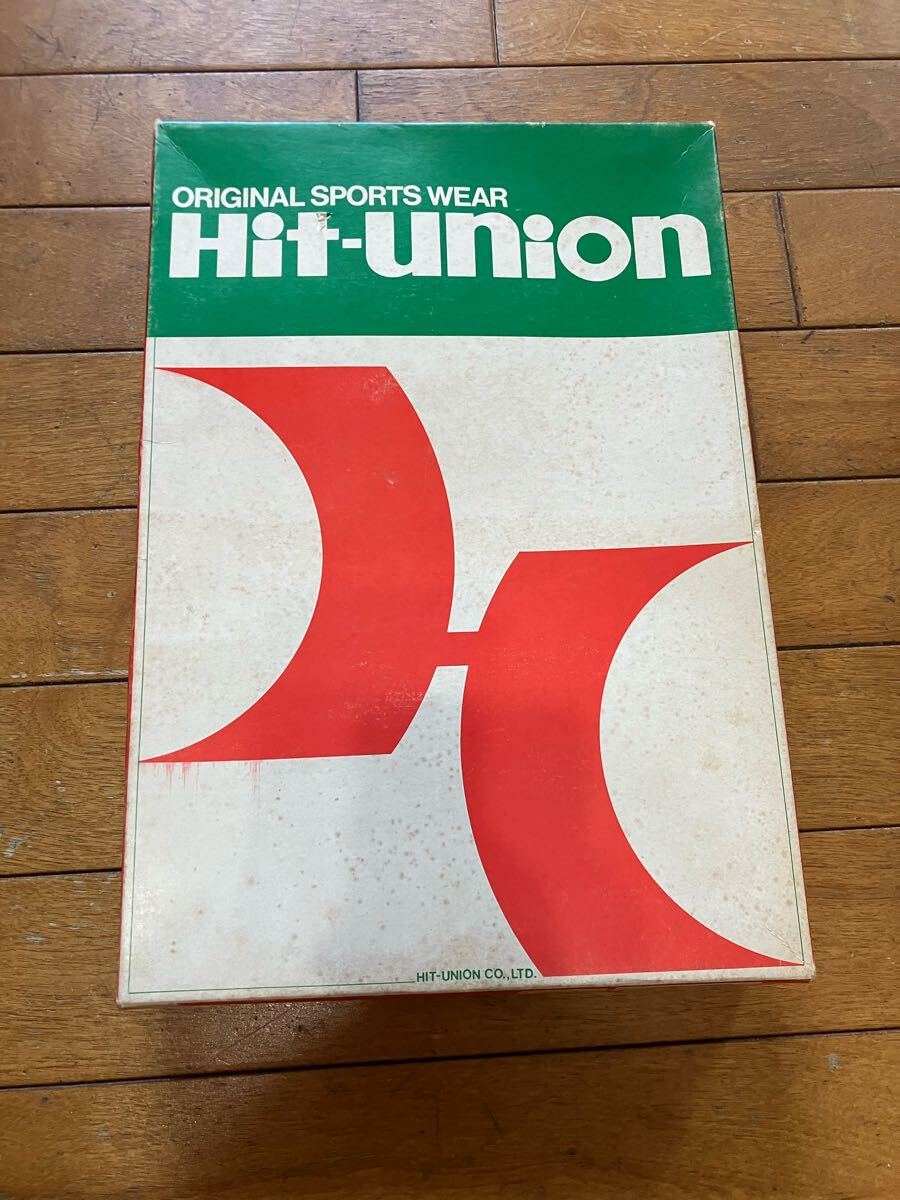 ORIGINAL SPORTS WEAR
Hit-union
HIT-UNION CO., LTD.